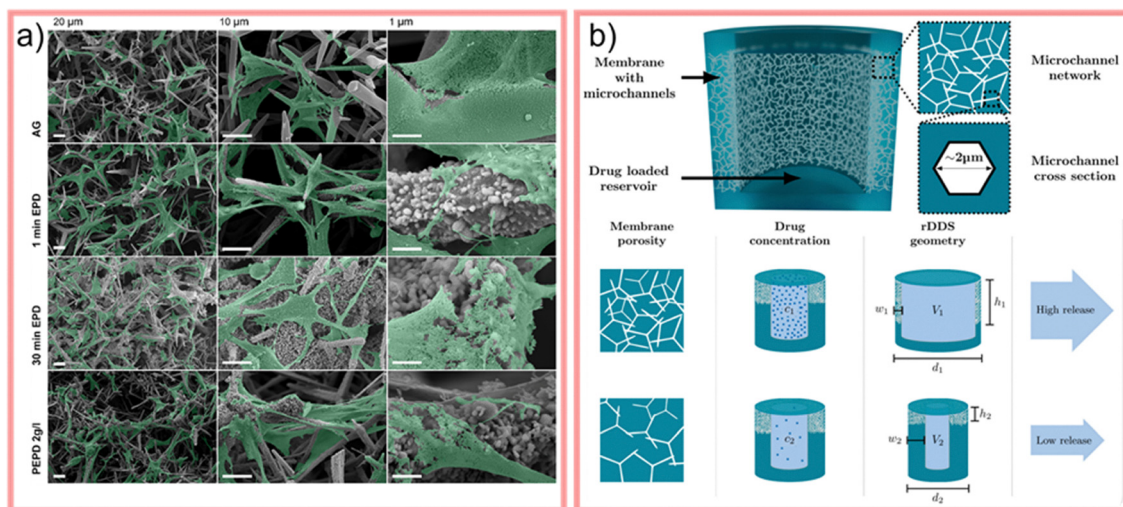 a)
20 µm
10 µm
1 µm
AG
1 min EPD
30 min EPD
PEPD 2g/l
b)
Membrane
with
microchannels
Drug loaded
reservoir
Microchannel
network
~2µm
Microchannel
cross section
Membrane
porosity
Drug
concentration
rDDS
geometry
c₁
w₁
V₁
h₁
d₁
High release
c₂
w₂
V₂
h₂
d₂
Low release